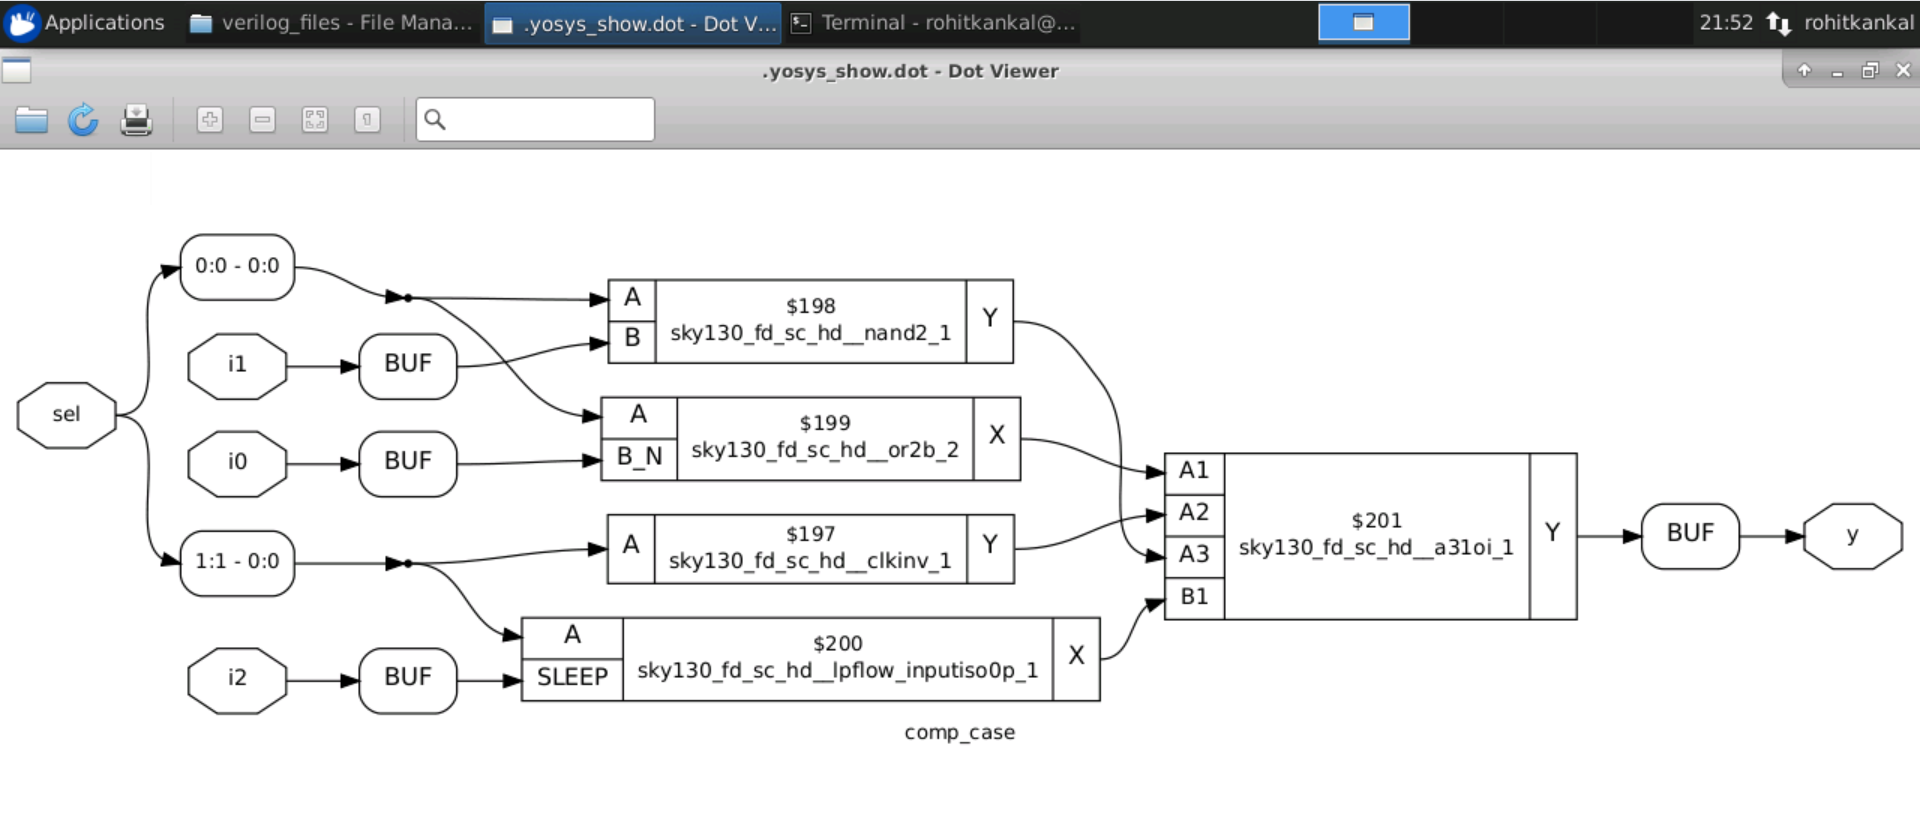 Applications
verilog_files - File Mana...
.yosys_show.dot - Dot V...
Terminal - rohitkankal@...
21:52
rohitkankal
.yosys_show.dot - Dot Viewer
0:0 - 0:0
A
B
$198
sky130_fd_sc_hd__nand2_1
Y
i1
BUF
sel
A
B_N
$199
sky130_fd_sc_hd__or2b_2
X
i0
BUF
A1
A2
A3
B1
$201
sky130_fd_sc_hd__a31oi_1
Y
BUF
y
1:1 - 0:0
A
$197
sky130_fd_sc_hd__clkinv_1
Y
A
SLEEP
$200
sky130_fd_sc_hd__lpflow_inputiso0p_1
X
i2
BUF
comp_case